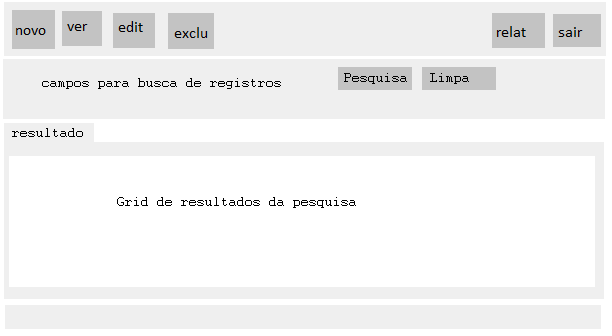 novo ver edit exclu relat sair
campos para busca de registros Pesquisa Limpa
resultado
Grid de resultados da pesquisa